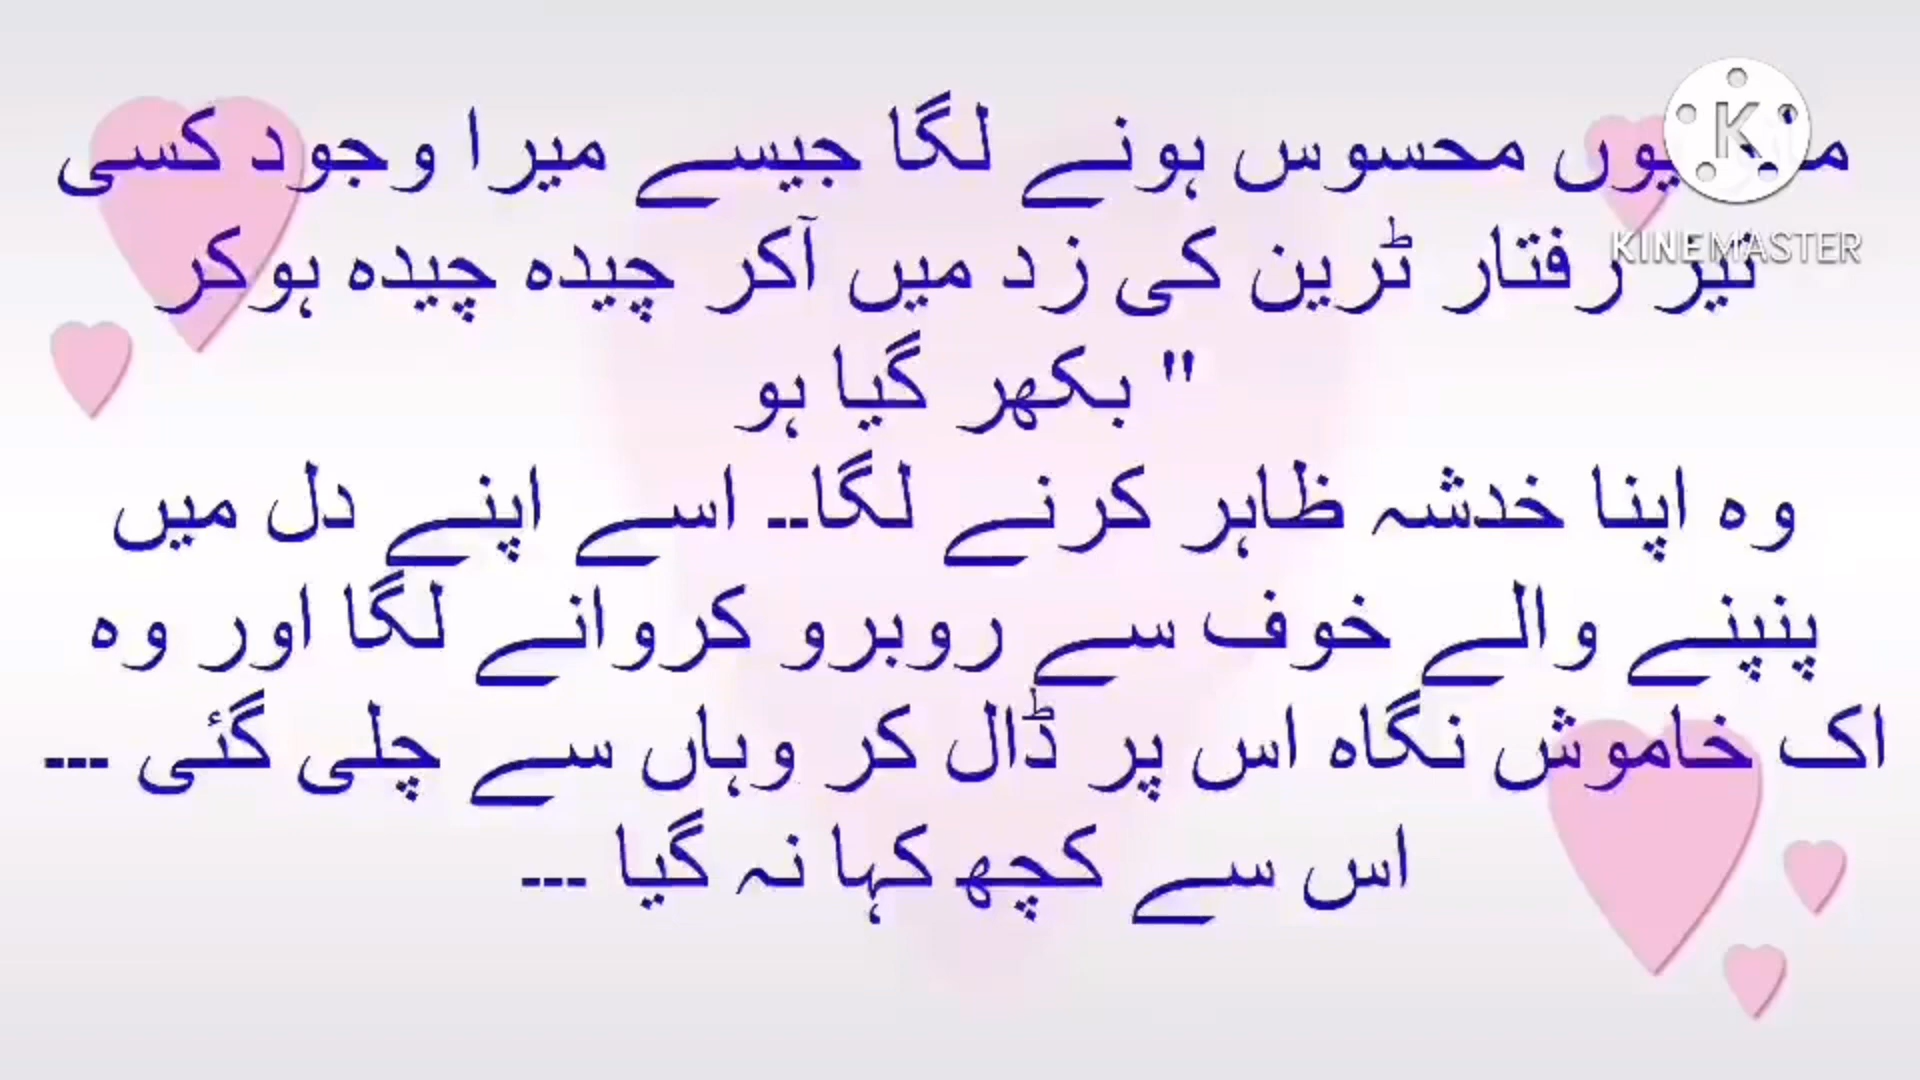 یوں محسوس ہونے لگا جیسے میرا وجود کسی
تیز رفتار ٹرین کی زد میں آکر چیدہ چیدہ ہوکر
" بکھر گیا ہو
وہ اپنا خدشہ ظاہر کرنے لگا-- اسے اپنے دل میں
پنپنے والے خوف سے روبرو کروانے لگا اور وہ
اک خاموش نگاہ اس پر ڈال کر وہاں سے چلی گئی ---
اس سے کچھ کہا نہ گیا ---
K
KINEMASTER